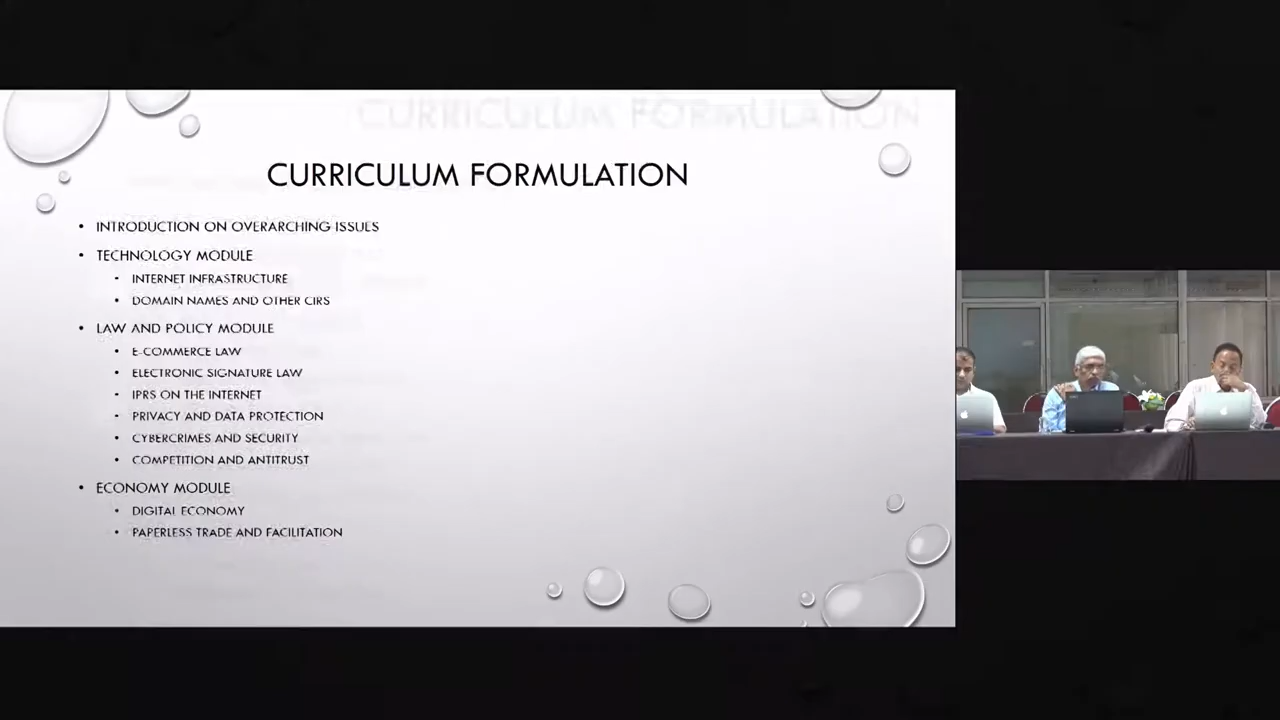 CURRICULUM FORMULATION
CURRICULUM FORMULATION
• INTRODUCTION ON OVERARCHING ISSUES
• TECHNOLOGY MODULE
• INTERNET INFRASTRUCTURE
• DOMAIN NAMES AND OTHER CIRS
• LAW AND POLICY MODULE
• E-COMMERCE LAW
• ELECTRONIC SIGNATURE LAW
• IPRS ON THE INTERNET
• PRIVACY AND DATA PROTECTION
• CYBERCRIMES AND SECURITY
• COMPETITION AND ANTITRUST
• ECONOMY MODULE
• DIGITAL ECONOMY
• PAPERLESS TRADE AND FACILITATION